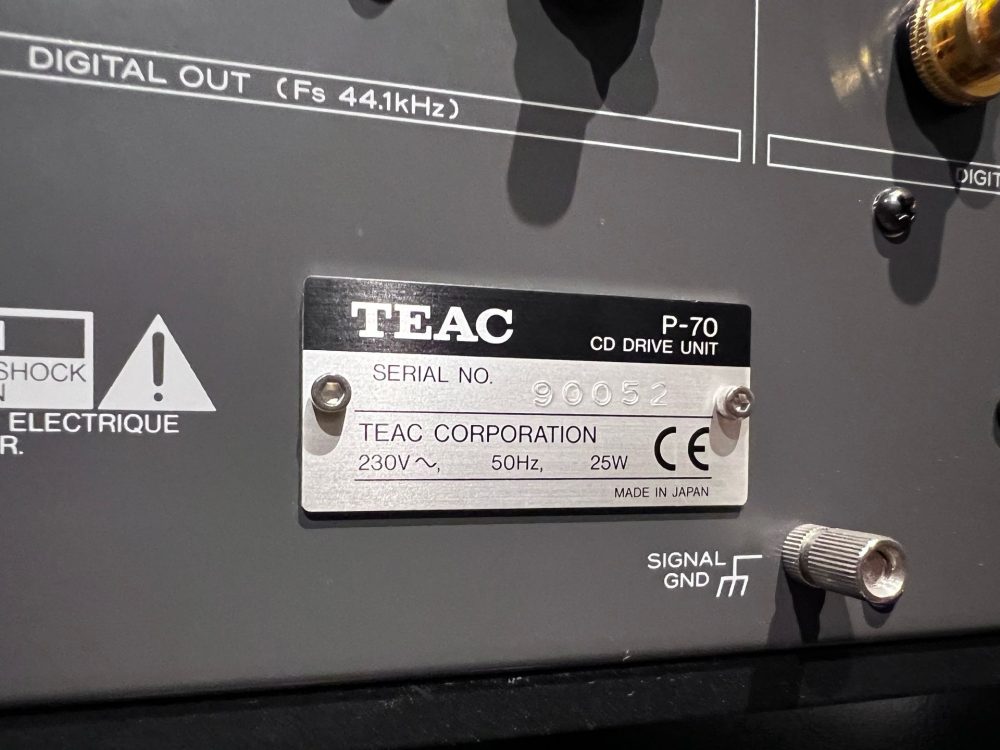 DIGITAL OUT (Fs 44.1kHz)
DIGIT
TEAC
P-70
CD DRIVE UNIT
SERIAL NO. 90052
TEAC CORPORATION
230V ～, 50Hz, 25W
CE
MADE IN JAPAN
SHOCK
N
ELECTRIQUE
R.
SIGNAL
GND